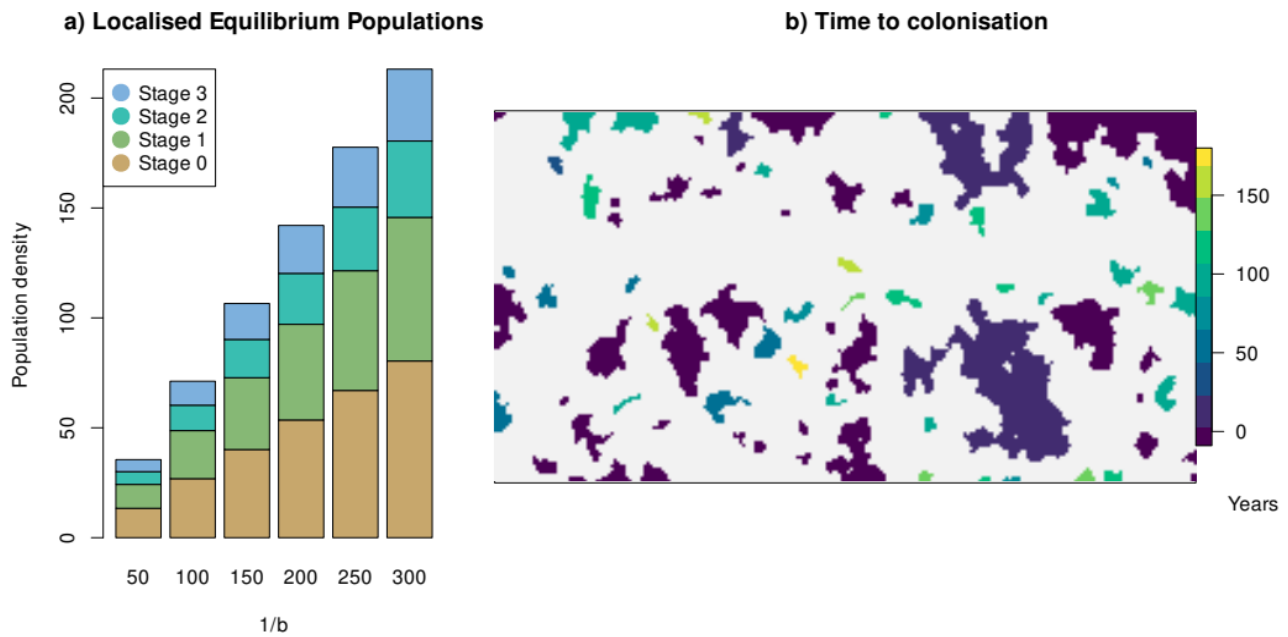 a) Localised Equilibrium Populations
Stage 3
Stage 2
Stage 1
Stage 0
Population density
0
50
100
150
200
50 100 150 200 250 300
1/b
b) Time to colonisation
150
100
50
0
Years